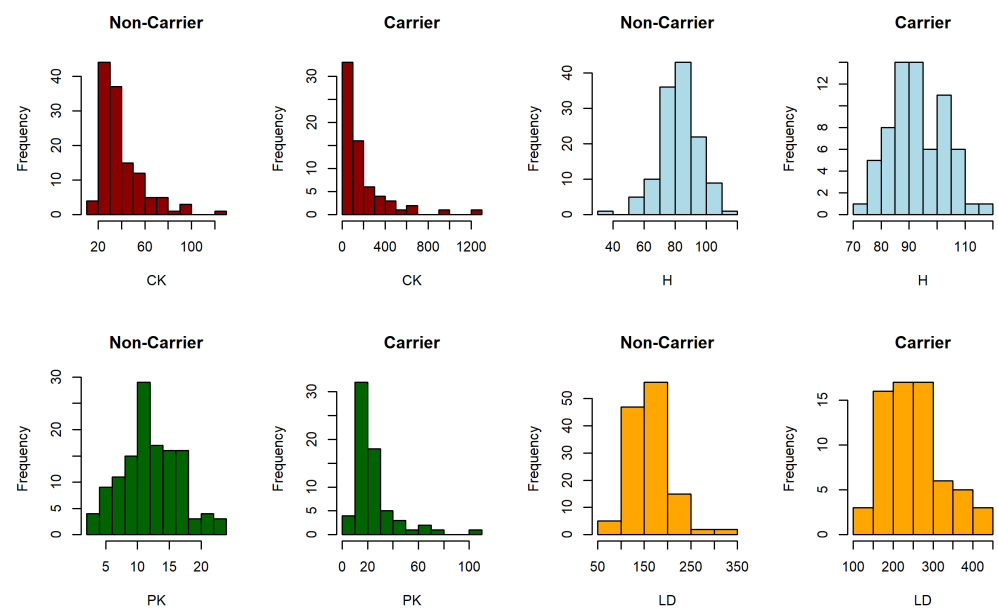 Non-Carrier
Frequency
0 10 20 30 40
20 60 100
CK
Carrier
Frequency
0 5 10 20 30
0 400 800 1200
CK
Non-Carrier
Frequency
0 10 20 30 40
40 60 80 100
H
Carrier
Frequency
0 2 4 6 8 12
70 80 90 110
H
Non-Carrier
Frequency
0 5 10 20 30
5 10 15 20
PK
Carrier
Frequency
0 5 10 20 30
0 20 60 100
PK
Non-Carrier
Frequency
0 10 20 30 40 50
50 150 250 350
LD
Carrier
Frequency
0 5 10 15
100 200 300 400
LD